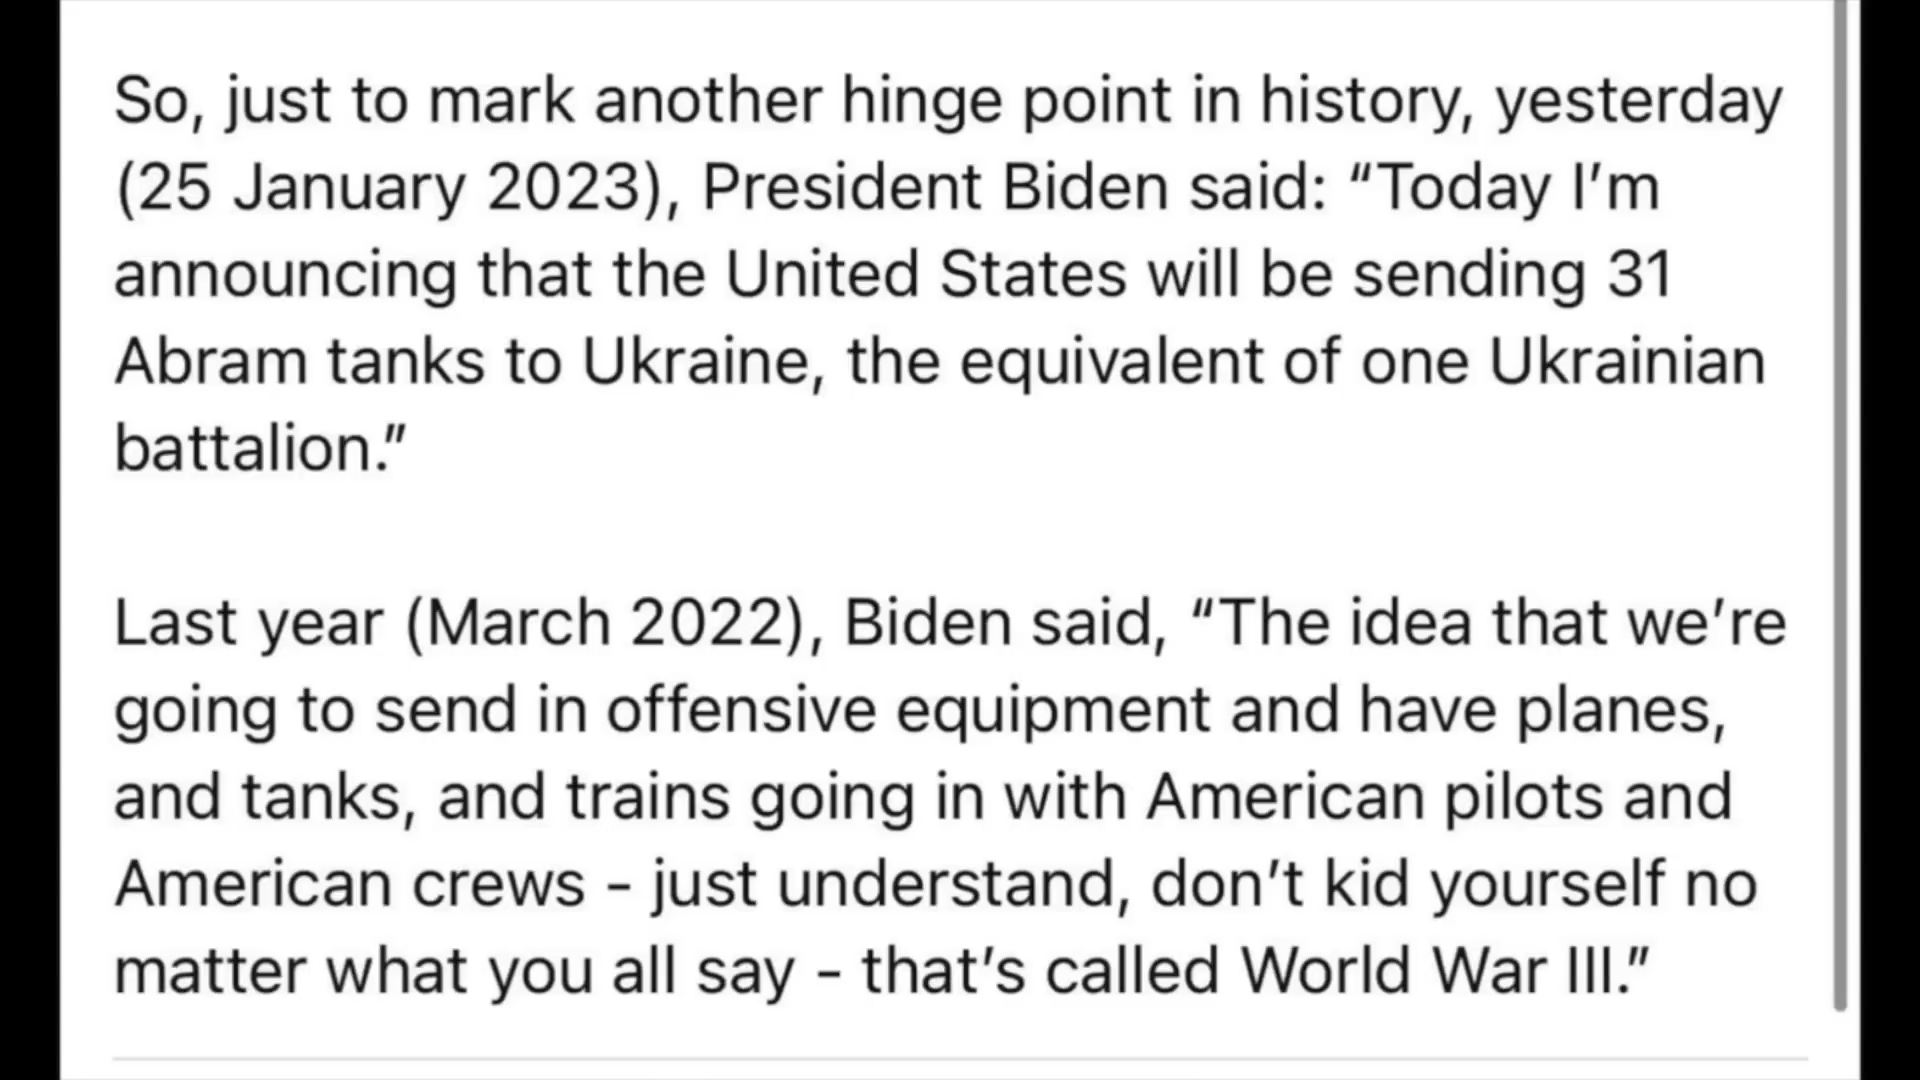 So, just to mark another hinge point in history, yesterday
(25 January 2023), President Biden said: “Today I’m
announcing that the United States will be sending 31
Abram tanks to Ukraine, the equivalent of one Ukrainian
battalion.”
Last year (March 2022), Biden said, “The idea that we’re
going to send in offensive equipment and have planes,
and tanks, and trains going in with American pilots and
American crews - just understand, don’t kid yourself no
matter what you all say - that’s called World War III.”